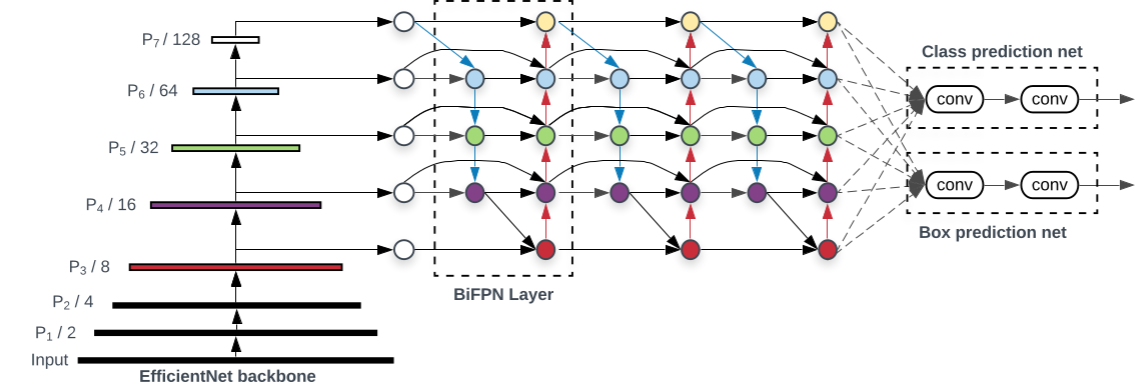 P₇ / 128
P₆ / 64
P₅ / 32
P₄ / 16
P₃ / 8
P₂ / 4
P₁ / 2
Input
EfficientNet backbone
BiFPN Layer
Class prediction net
conv conv
conv conv
Box prediction net